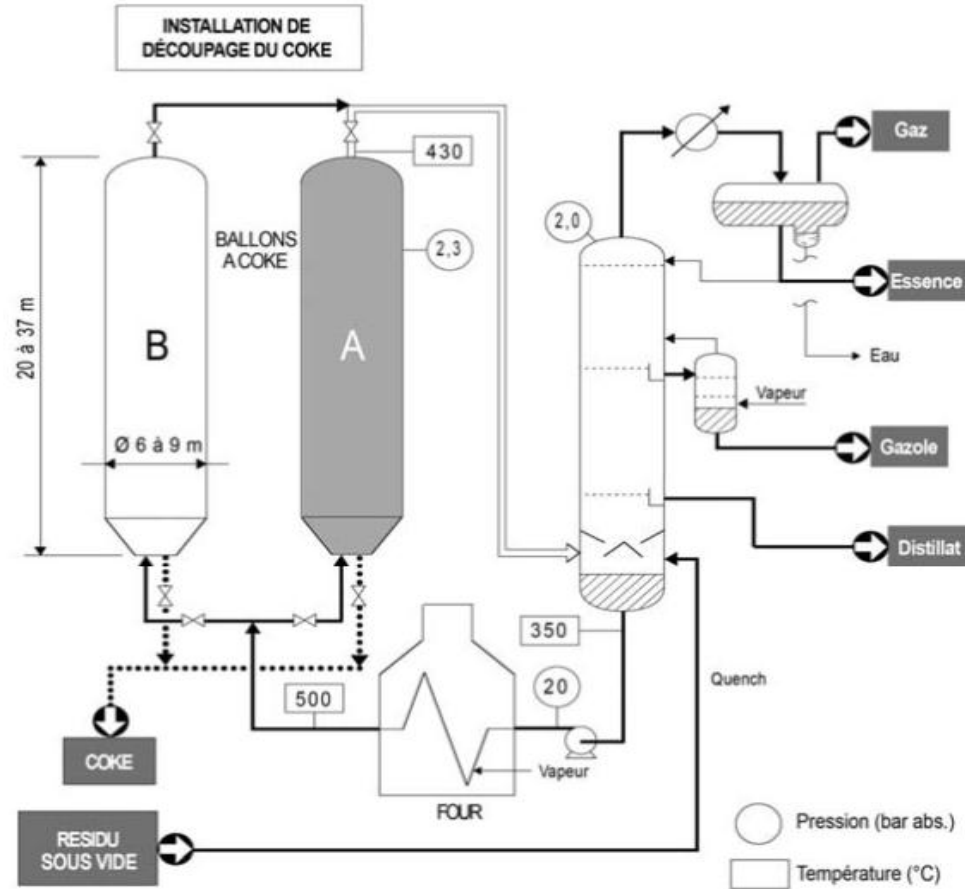 INSTALLATION DE
DÉCOUPAGE DU COKE
430
Gaz
BALLONS
A COKE
2,3
2,0
Essence
B
A
20 à 37 m
Eau
Vapeur
Ø 6 à 9 m
Gazole
Distillat
350
Quench
500
20
COKE
Vapeur
FOUR
RESIDU
SOUS VIDE
Pression (bar abs.)
Température (°C)